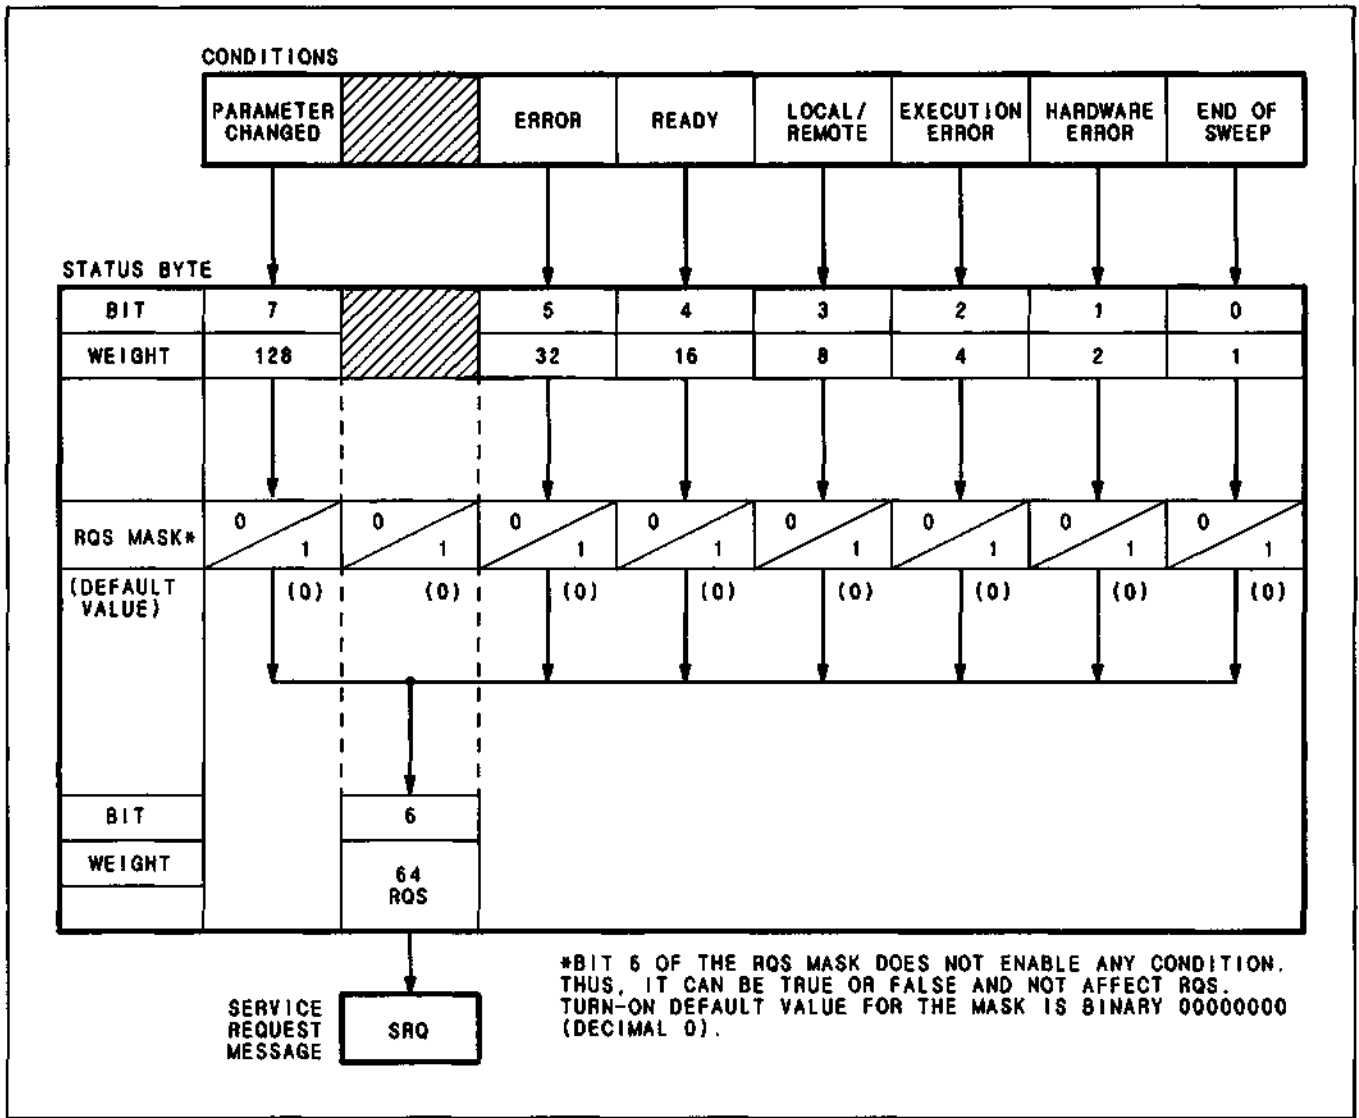 CONDITIONS
PARAMETER CHANGED
ERROR
READY
LOCAL/ REMOTE
EXECUTION ERROR
HARDWARE ERROR
END OF SWEEP
STATUS BYTE
BIT 7 5 4 3 2 1 0
WEIGHT 128 32 16 8 4 2 1
RQS MASK* 0 1 0 1 0 1 0 1 0 1 0 1 0 1 0 1
(DEFAULT VALUE) (0) (0) (0) (0) (0) (0) (0) (0)
BIT 6
WEIGHT 64
RQS
SERVICE
REQUEST
MESSAGE
SRQ
*BIT 6 OF THE RQS MASK DOES NOT ENABLE ANY CONDITION.
THUS, IT CAN BE TRUE OR FALSE AND NOT AFFECT RQS.
TURN-ON DEFAULT VALUE FOR THE MASK IS BINARY 00000000
(DECIMAL 0).